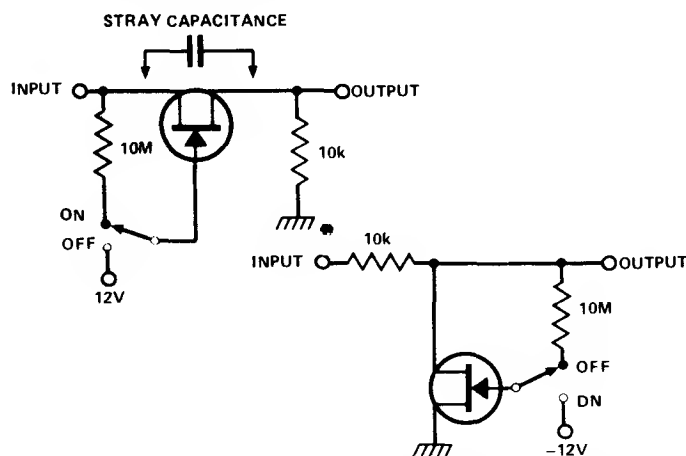 STRAY CAPACITANCE
INPUT
OUTPUT
10M
10k
ON
OFF
12V
10k
INPUT
OUTPUT
10M
OFF
DN
−12V